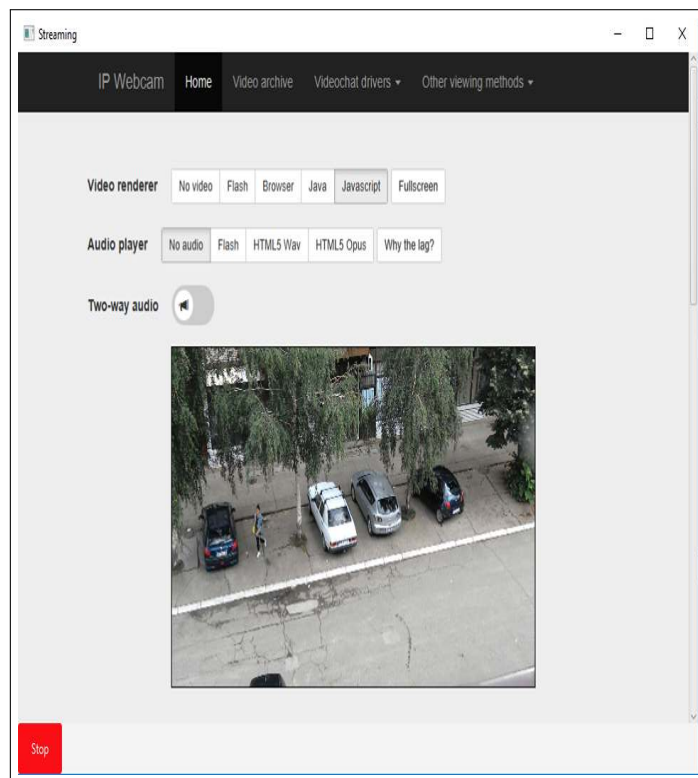 Streaming
IP Webcam Home Video archive Videochat drivers Other viewing methods
Video renderer No video Flash Browser Java Javascript Fullscreen
Audio player No audio Flash HTML5 Wav HTML5 Opus Why the lag?
Two-way audio
Stop